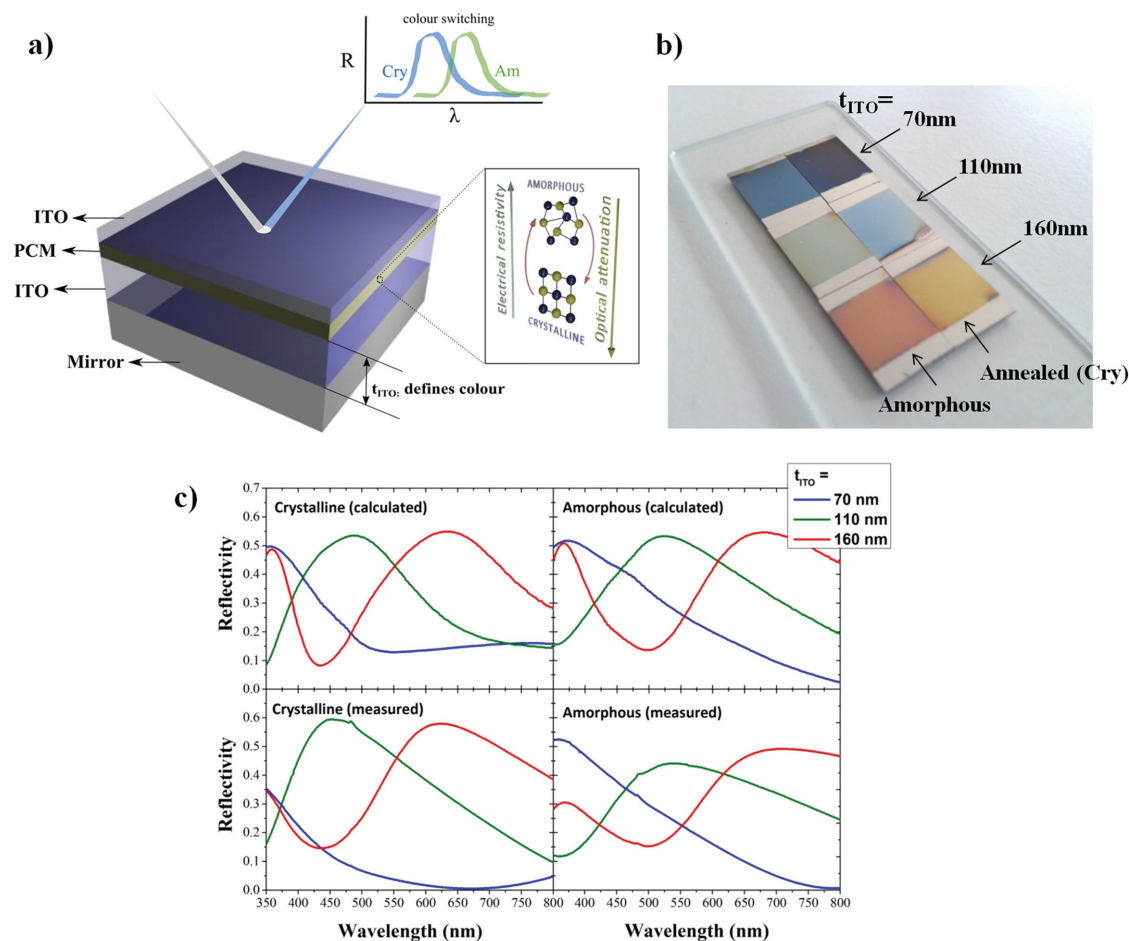 a)
colour switching
R
Cry
Am
λ
ITO
PCM
ITO
Mirror
t_ITO: defines colour
Electrical resistivity
AMORPHOUS
CRYSTALLINE
Optical attenuation
b)
t_ITO=
70nm
110nm
160nm
Annealed (Cry)
Amorphous
c)
t_ITO =
70 nm
110 nm
160 nm
Crystalline (calculated)
Amorphous (calculated)
Reflectivity
0.7
0.6
0.5
0.4
0.3
0.2
0.1
0.0
Crystalline (measured)
Amorphous (measured)
Reflectivity
0.6
0.5
0.4
0.3
0.2
0.1
0.0
350 400 450 500 550 600 650 700 750 800
400 450 500 550 600 650 700 750 800
Wavelength (nm)
Wavelength (nm)